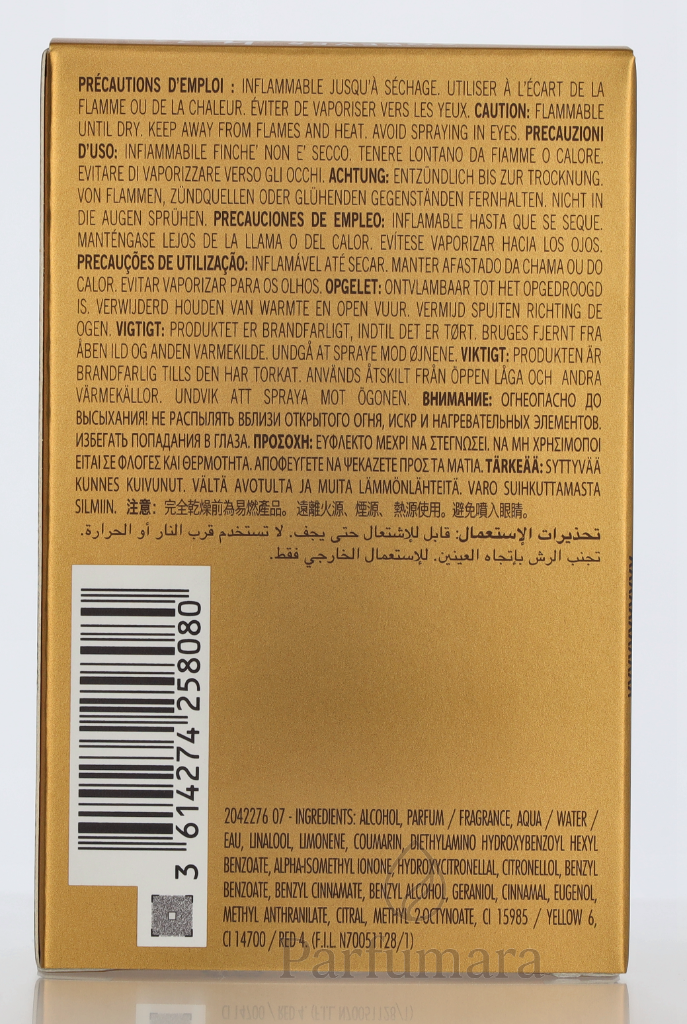 PRÉCAUTIONS D'EMPLOI : INFLAMMABLE JUSQU'À SÉCHAGE. UTILISER À L'ÉCART DE LA
FLAMME OU DE LA CHALEUR. ÉVITER DE VAPORISER VERS LES YEUX. CAUTION: FLAMMABLE
UNTIL DRY. KEEP AWAY FROM FLAMES AND HEAT. AVOID SPRAYING IN EYES. PRECAUZIONI
D'USO: INFIAMMABILE FINCHE' NON E' SECCO. TENERE LONTANO DA FIAMME O CALORE.
EVITARE DI VAPORIZZARE VERSO GLI OCCHI. ACHTUNG: ENTZÜNDLICH BIS ZUR TROCKNUNG.
VON FLAMMEN, ZÜNDQUELLEN ODER GLÜHENDEN GEGENSTÄNDEN FERNHALTEN. NICHT IN
DIE AUGEN SPRÜHEN. PRECAUCIONES DE EMPLEO: INFLAMABLE HASTA QUE SE SEQUE.
MANTÉNGASE LEJOS DE LA LLAMA O DEL CALOR. EVÍTESE VAPORIZAR HACIA LOS OJOS.
PRECAUÇÕES DE UTILIZAÇÃO: INFLAMÁVEL ATÉ SECAR. MANTER AFASTADO DA CHAMA OU DO
CALOR. EVITAR VAPORIZAR PARA OS OLHOS. OPGELET: ONTVLAMBAAR TOT HET OPGEDROOGD
IS. VERWIJDERD HOUDEN VAN WARMTE EN OPEN VUUR. VERMIJD SPUITEN RICHTING DE
OGEN. VIGTIGT: PRODUKTET ER BRANDFARLIGT, INDTIL DET ER TØRT. BRUGES FJERNT FRA
ÅBEN ILD OG ANDEN VARMEKILDE. UNDGÅ AT SPRAYE MOD ØJNENE. VIKTIGT: PRODUKTEN ÄR
BRANDFARLIG TILLS DEN HAR TORKAT. ANVÄNDS ÅTSKILT FRÅN ÖPPEN LÅGA OCH ANDRA
VÄRMEKÄLLOR. UNDVIK ATT SPRAYA MOT ÖGONEN. ВНИМАНИЕ: ОГНЕОПАСНО ДО
ВЫСЫХАНИЯ! НЕ РАСПЫЛЯТЬ ВБЛИЗИ ОТКРЫТОГО ОГНЯ, ИСКР И НАГРЕВАТЕЛЬНЫХ ЭЛЕМЕНТОВ.
ИЗБЕГАТЬ ПОПАДАНИЯ В ГЛАЗА. ΠΡΟΣΟΧΗ: ΕΥΦΛΕΚΤΟ ΜΕΧΡΙ ΝΑ ΣΤΕΓΝΩΣΕΙ. ΝΑ ΜΗ ΧΡΗΣΙΜΟΠΟΙ
ΕΙΤΑΙ ΣΕ ΦΛΟΓΕΣ ΚΑΙ ΘΕΡΜΟΤΗΤΑ. ΑΠΟΦΕΥΓΕΤΕ ΝΑ ΨΕΚΑΖΕΤΕ ΠΡΟΣ ΤΑ ΜΑΤΙΑ. TÄRKEÄÄ: SYTTYVÄÄ
KUNNES KUIVUNUT. VÄLTÄ AVOTULTA JA MUITA LÄMMÖNLÄHTEITÄ. VARO SUIHKUTTAMASTA
SILMIIN. 注意：完全乾燥前為易燃產品。遠離火源、煙源、熱源使用。避免噴入眼睛。
تحذيرات الإستعمال: قابل للإشتعال حتى يجف. لا تستخدم قرب النار أو الحرارة.
تجنب الرش بإتجاه العينين. للإستعمال الخارجي فقط.
3 614274 258080
2042276 07 - INGREDIENTS: ALCOHOL, PARFUM / FRAGRANCE, AQUA / WATER /
EAU, LINALOOL, LIMONENE, COUMARIN, DIETHYLAMINO HYDROXYBENZOYL HEXYL
BENZOATE, ALPHA-ISOMETHYL IONONE, HYDROXYCITRONELLAL, CITRONELLOL, BENZYL
BENZOATE, BENZYL CINNAMATE, BENZYL ALCOHOL, GERANIOL, CINNAMAL, EUGENOL,
METHYL ANTHRANILATE, CITRAL, METHYL 2-OCTYNOATE, CI 15985 / YELLOW 6,
CI 14700 / RED 4. (F.I.L. N70051128/1)
Parfumara